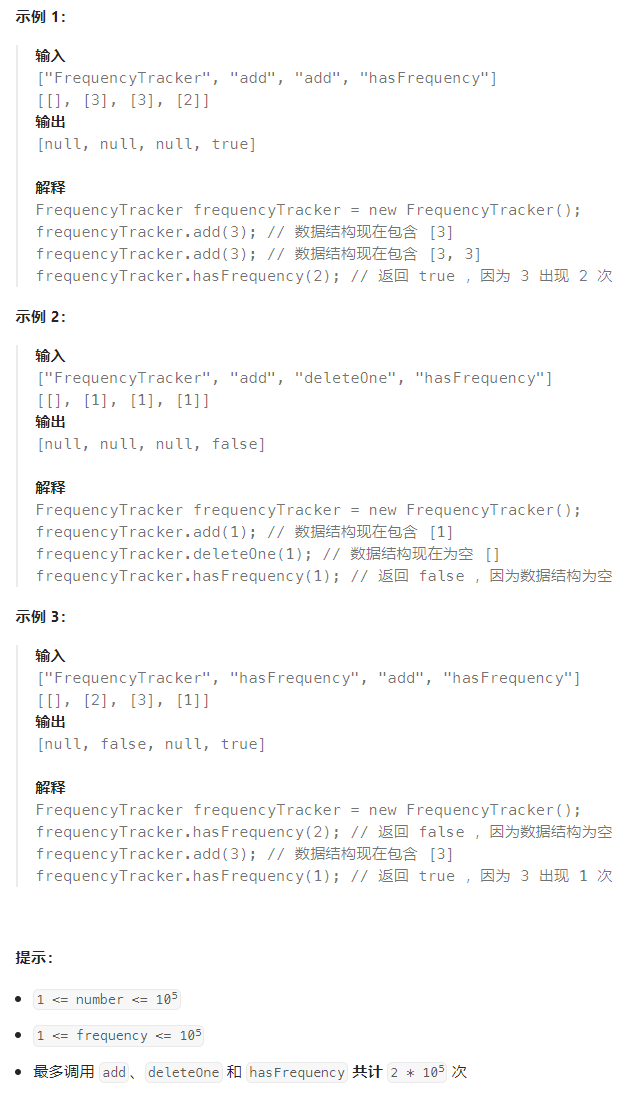 示例 1：
输入
["FrequencyTracker", "add", "add", "hasFrequency"]
[[], [3], [3], [2]]
输出
[null, null, null, true]
解释
FrequencyTracker frequencyTracker = new FrequencyTracker();
frequencyTracker.add(3); // 数据结构现在包含 [3]
frequencyTracker.add(3); // 数据结构现在包含 [3, 3]
frequencyTracker.hasFrequency(2); // 返回 true ，因为 3 出现 2 次
示例 2：
输入
["FrequencyTracker", "add", "deleteOne", "hasFrequency"]
[[], [1], [1], [1]]
输出
[null, null, null, false]
解释
FrequencyTracker frequencyTracker = new FrequencyTracker();
frequencyTracker.add(1); // 数据结构现在包含 [1]
frequencyTracker.deleteOne(1); // 数据结构现在为空 []
frequencyTracker.hasFrequency(1); // 返回 false ，因为数据结构为空
示例 3：
输入
["FrequencyTracker", "hasFrequency", "add", "hasFrequency"]
[[], [2], [3], [1]]
输出
[null, false, null, true]
解释
FrequencyTracker frequencyTracker = new FrequencyTracker();
frequencyTracker.hasFrequency(2); // 返回 false ，因为数据结构为空
frequencyTracker.add(3); // 数据结构现在包含 [3]
frequencyTracker.hasFrequency(1); // 返回 true ，因为 3 出现 1 次
提示：
• 1 <= number <= 10⁵
• 1 <= frequency <= 10⁵
• 最多调用 add、deleteOne 和 hasFrequency 共计 2 * 10⁵ 次